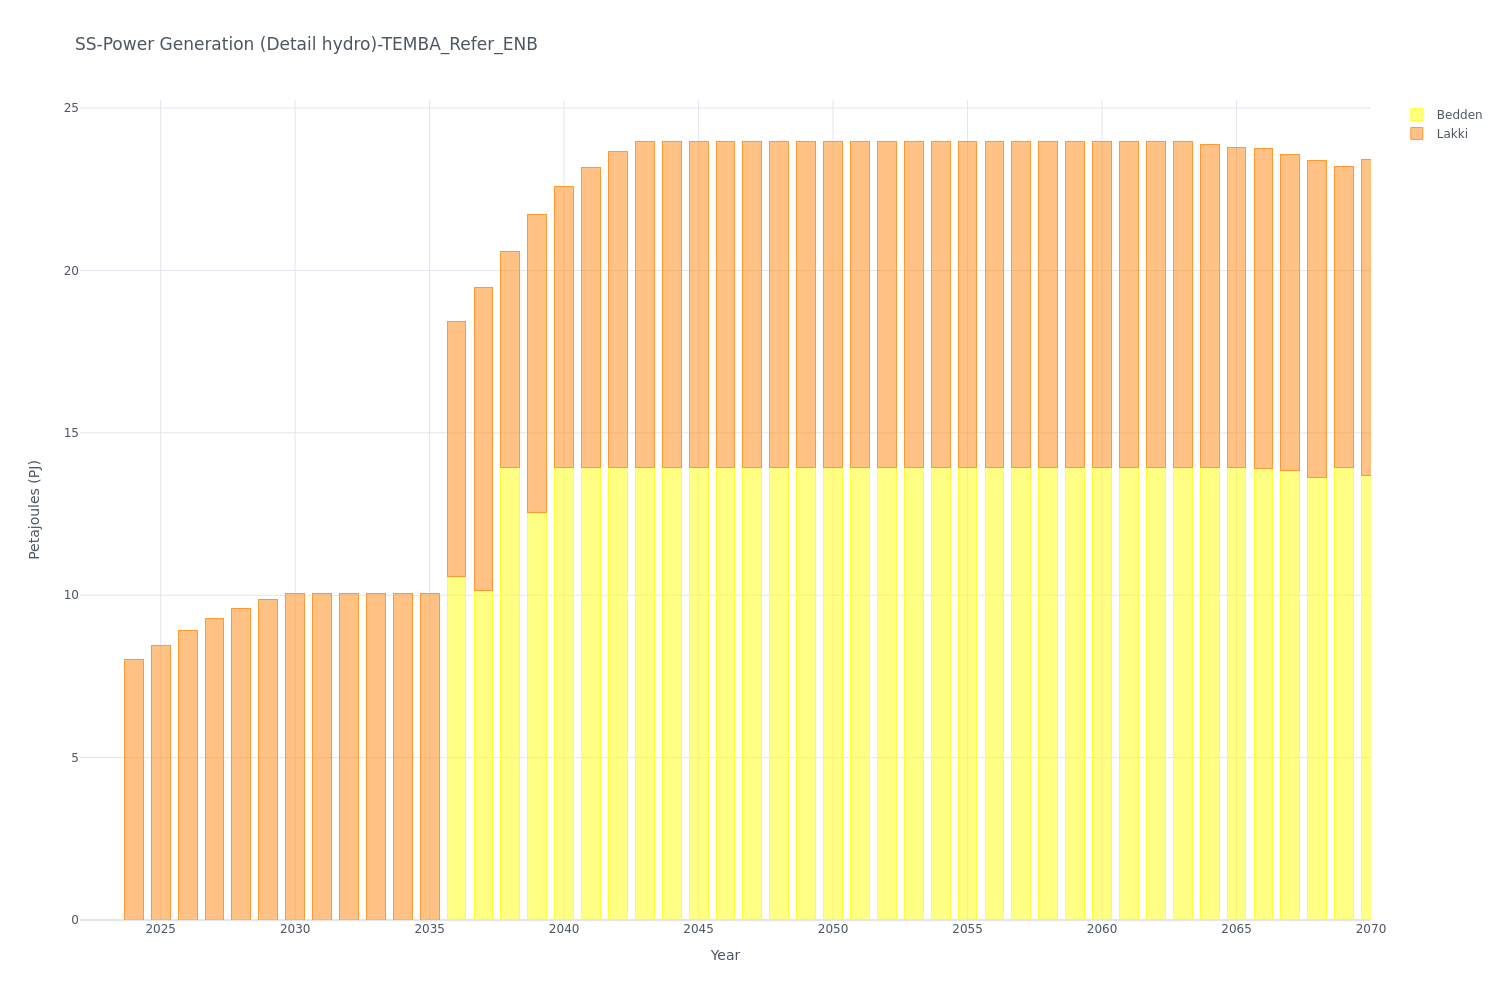 SS-Power Generation (Detail hydro)-TEMBA_Refer_ENB
Bedden
Lakki
Petajoules (PJ)
25
20
15
10
5
0
2025 2030 2035 2040 2045 2050 2055 2060 2065 2070
Year